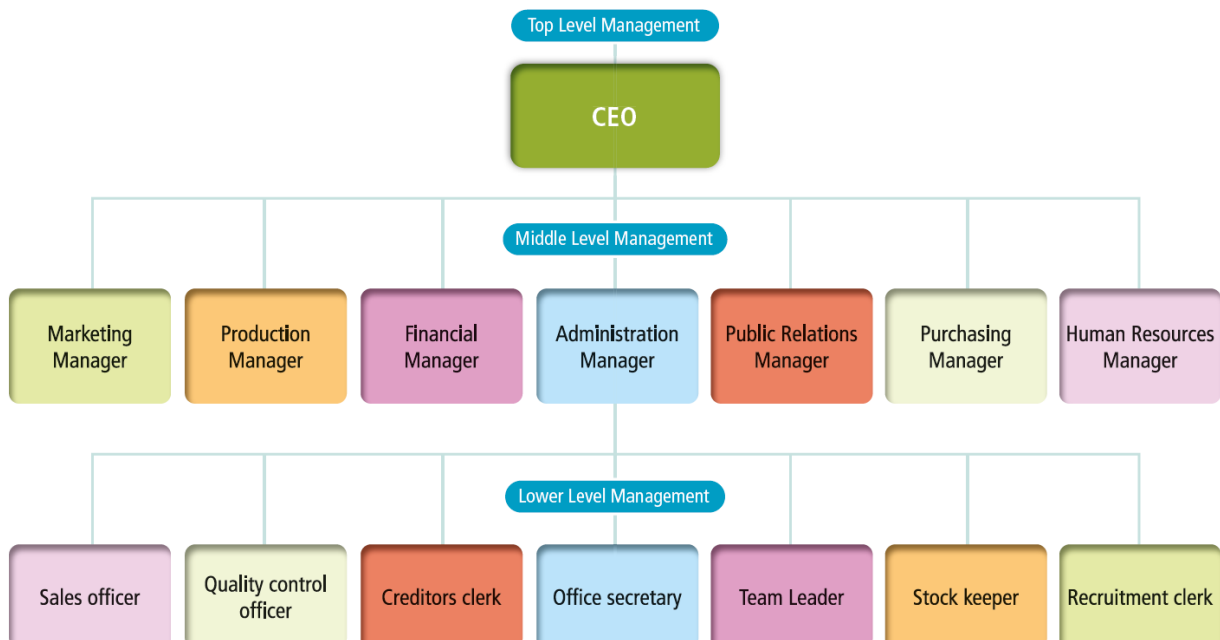 Top Level Management
CEO
Middle Level Management
Marketing
Manager
Production
Manager
Financial
Manager
Administration
Manager
Public Relations
Manager
Purchasing
Manager
Human Resources
Manager
Lower Level Management
Sales officer
Quality control
officer
Creditors clerk
Office secretary
Team Leader
Stock keeper
Recruitment clerk